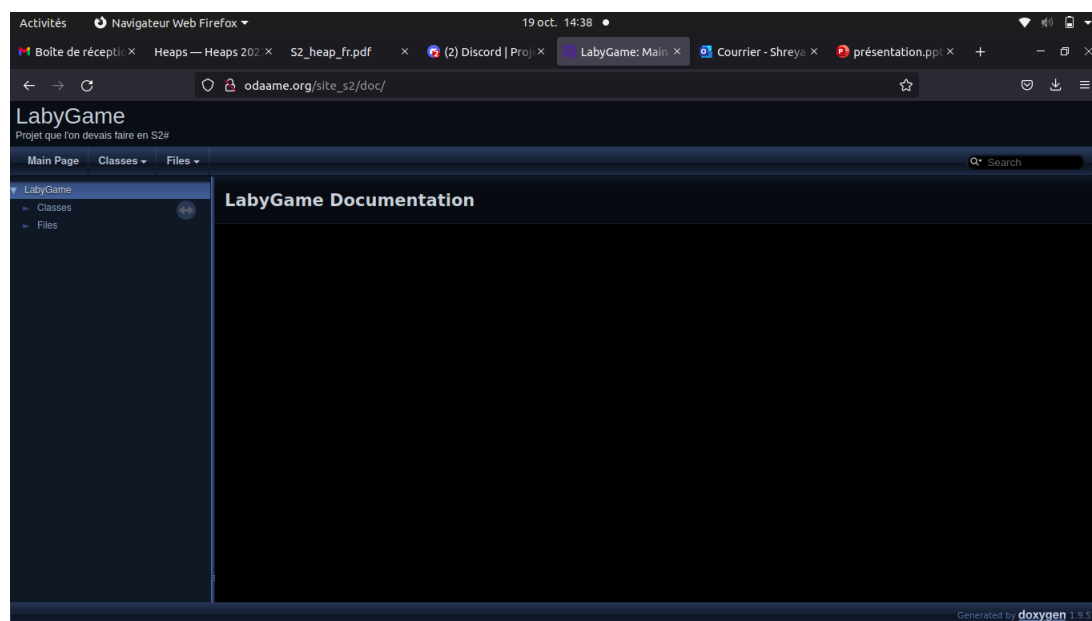 Activités Navigateur Web Firefox 19 oct. 14:38
Boîte de réceptic Heaps — Heaps 202 S2_heap_fr.pdf (2) Discord | Proj LabyGame: Main Courrier - Shreya présentation.ppt
odaame.org/site_s2/doc/
LabyGame
Projet que l'on devais faire en S2#
Main Page Classes Files Search
LabyGame
Classes
Files
LabyGame Documentation
Generated by doxygen 1.9.5